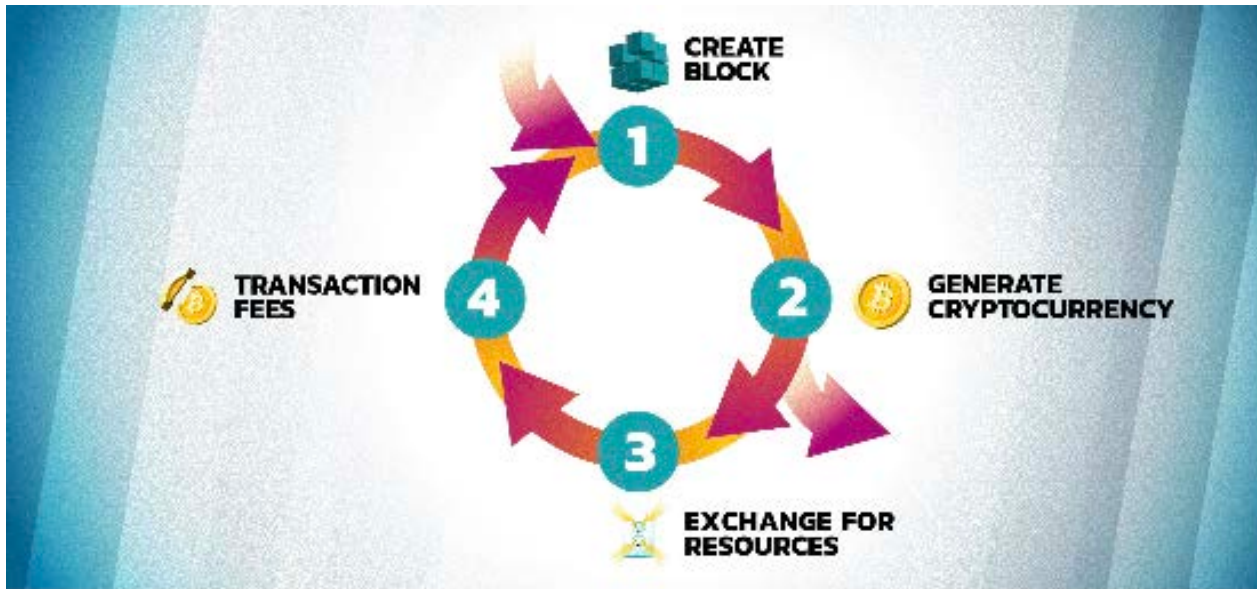 CREATE
BLOCK
1
2
GENERATE
CRYPTOCURRENCY
3
EXCHANGE FOR
RESOURCES
4
TRANSACTION
FEES